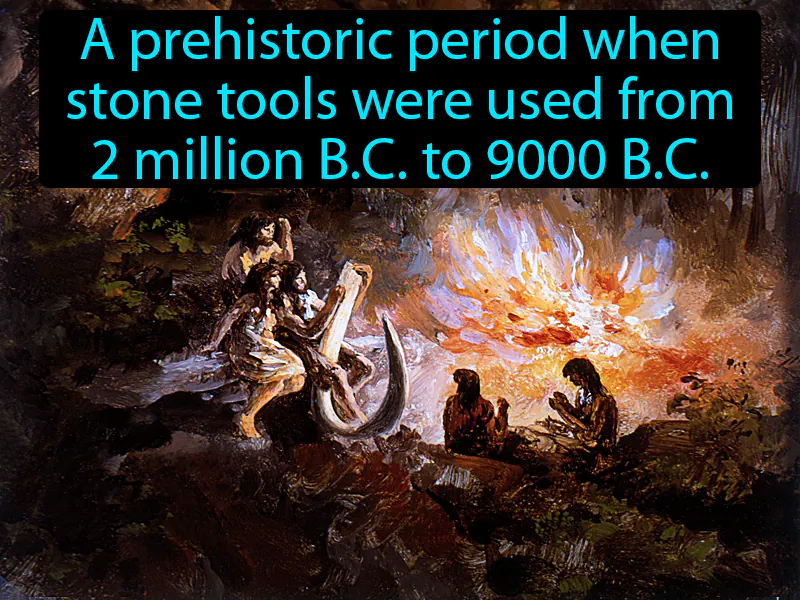 A prehistoric period when
stone tools were used from
2 million B.C. to 9000 B.C.